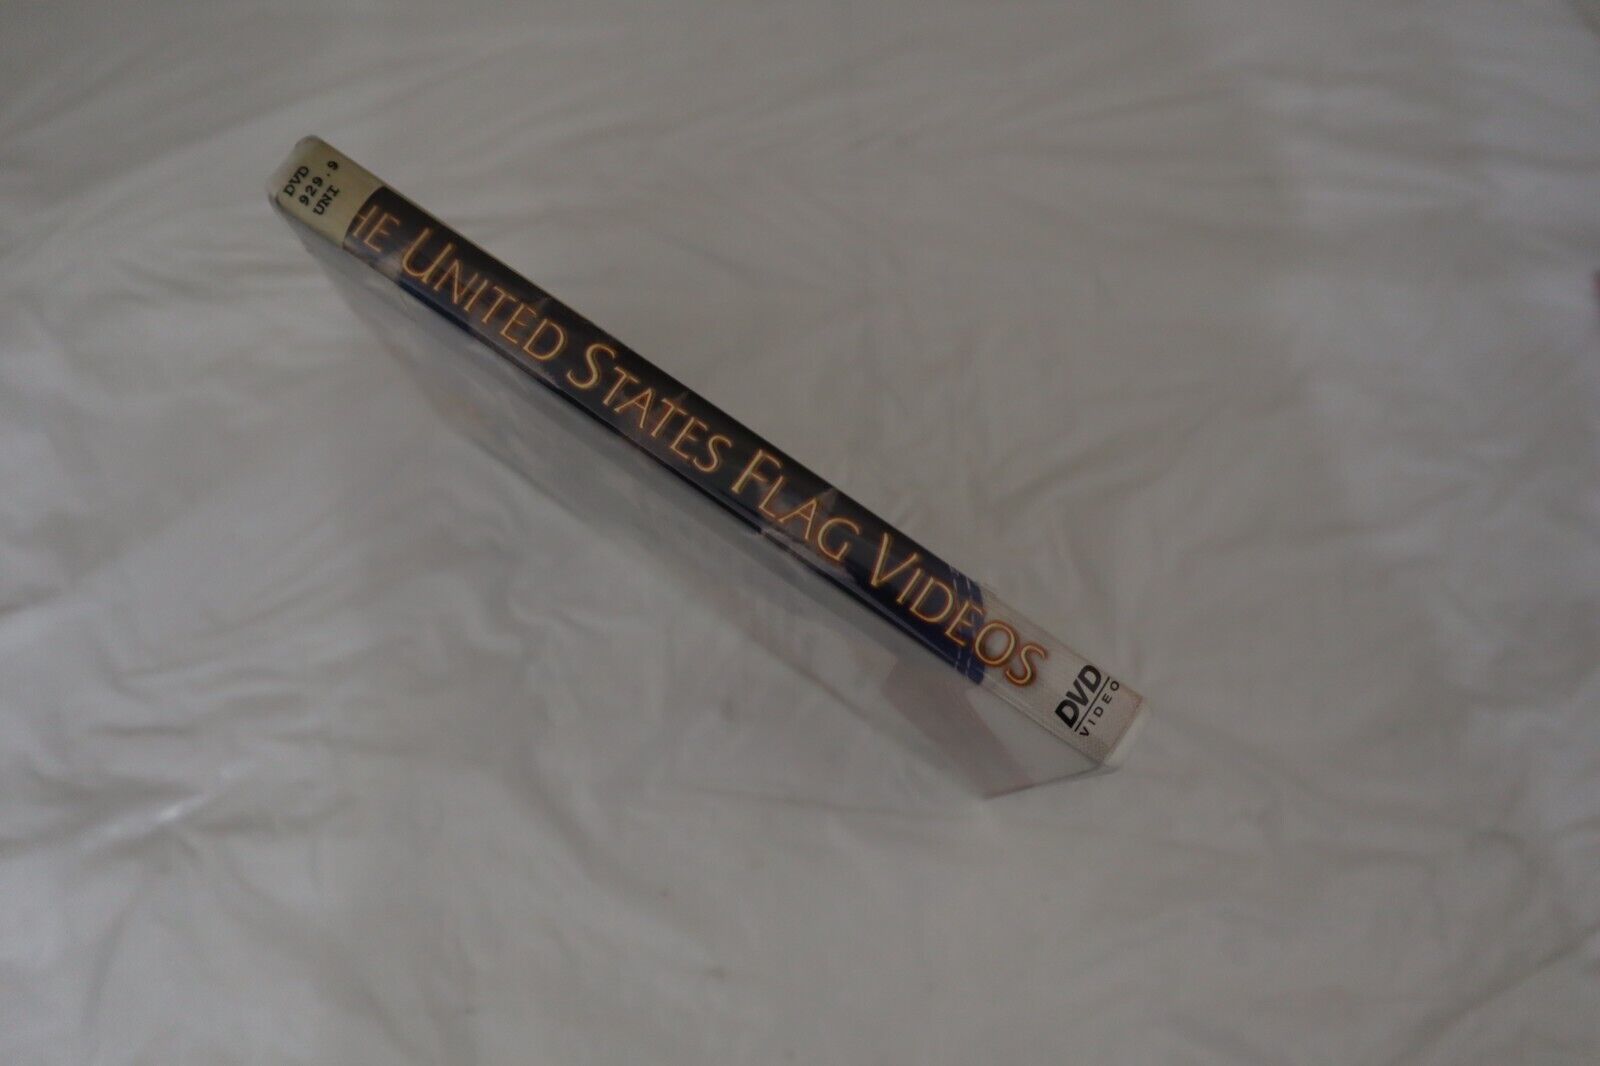 DVD
929.9
UNI
HE UNITED STATES FLAG VIDEOS
DVD
VIDEO